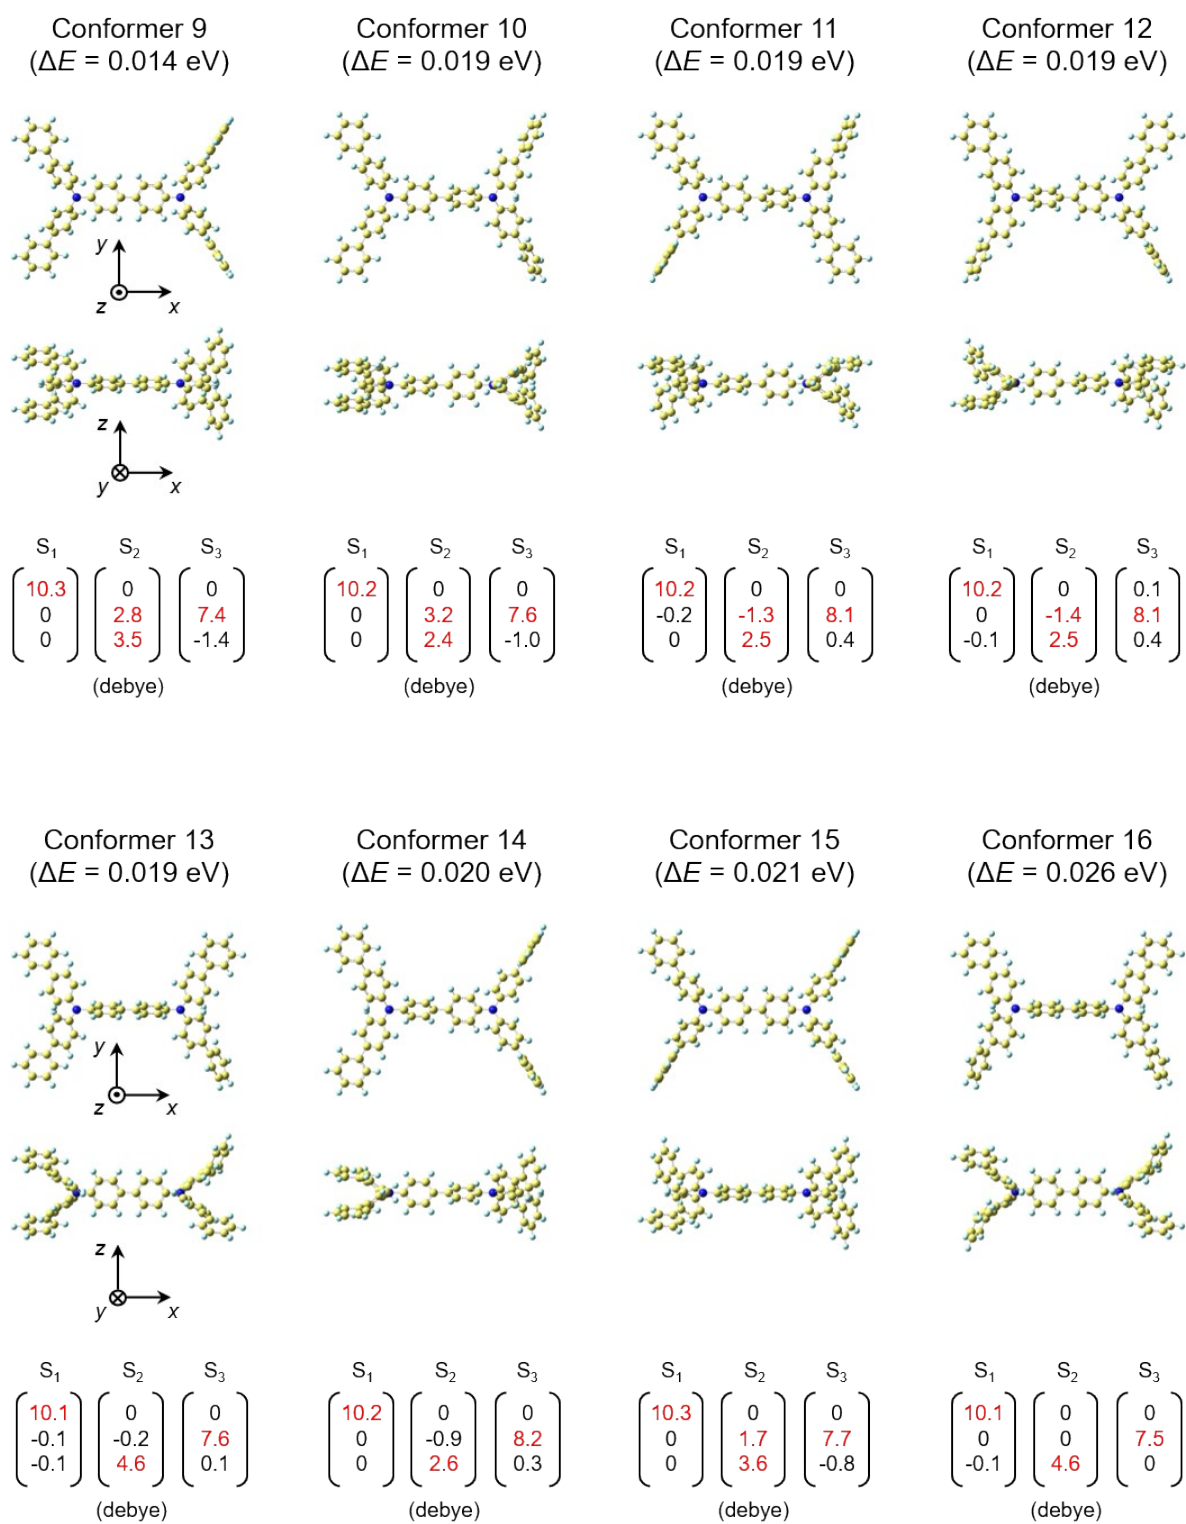 Conformer 9 Conformer 10 Conformer 11 Conformer 12
(ΔE = 0.014 eV) (ΔE = 0.019 eV) (ΔE = 0.019 eV) (ΔE = 0.019 eV)
y
z x
z
y x
S1 S2 S3 S1 S2 S3 S1 S2 S3 S1 S2 S3
10.3 0 0 10.2 0 0 10.2 0 0 10.2 0 0.1
0 2.8 7.4 0 3.2 7.6 -0.2 -1.3 8.1 0 -1.4 8.1
0 3.5 -1.4 0 2.4 -1.0 0 2.5 0.4 -0.1 2.5 0.4
(debye) (debye) (debye) (debye)
Conformer 13 Conformer 14 Conformer 15 Conformer 16
(ΔE = 0.019 eV) (ΔE = 0.020 eV) (ΔE = 0.021 eV) (ΔE = 0.026 eV)
y
z x
z
y x
S1 S2 S3 S1 S2 S3 S1 S2 S3 S1 S2 S3
10.1 0 0 10.2 0 0 10.3 0 0 10.1 0 0
-0.1 -0.2 7.6 0 -0.9 8.2 0 1.7 7.7 0 0 7.5
-0.1 4.6 0.1 0 2.6 0.3 0 3.6 -0.8 -0.1 4.6 0
(debye) (debye) (debye) (debye)